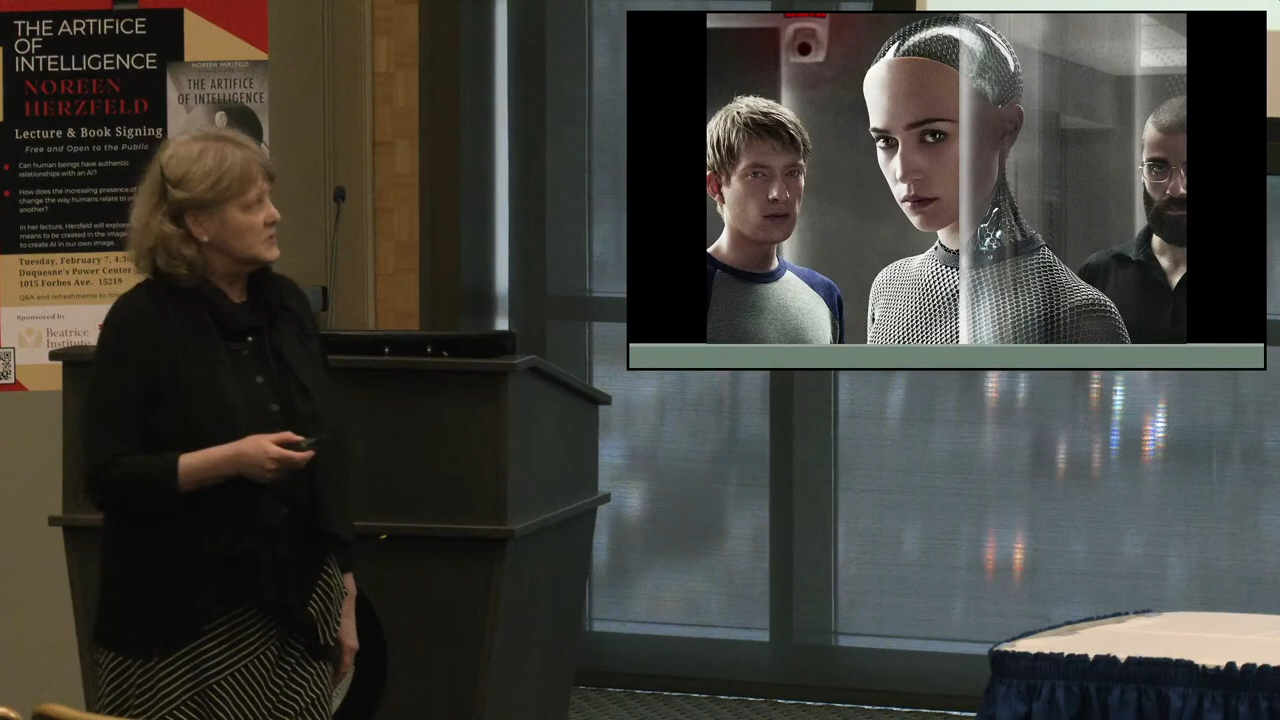 THE ARTIFICE
OF
INTELLIGENCE
NOREEN
HERZFELD
Lecture & Book Signing
Free and Open to the Public
Can human beings have authentic
relationships with an AI?
How does the increasing presence of
change the way humans relate to one
another?
In her lecture, Herzfeld will explore
means to be created in the image
to create AI in our own image
Tuesday, February 7, 4:3
Duquesne's Power Center
1015 Forbes Ave. 15219
Q&A and refreshments to
Sponsored by
Beatrice
Institute
NOREEN HERZFELD
THE ARTIFICE
OF INTELLIGENCE